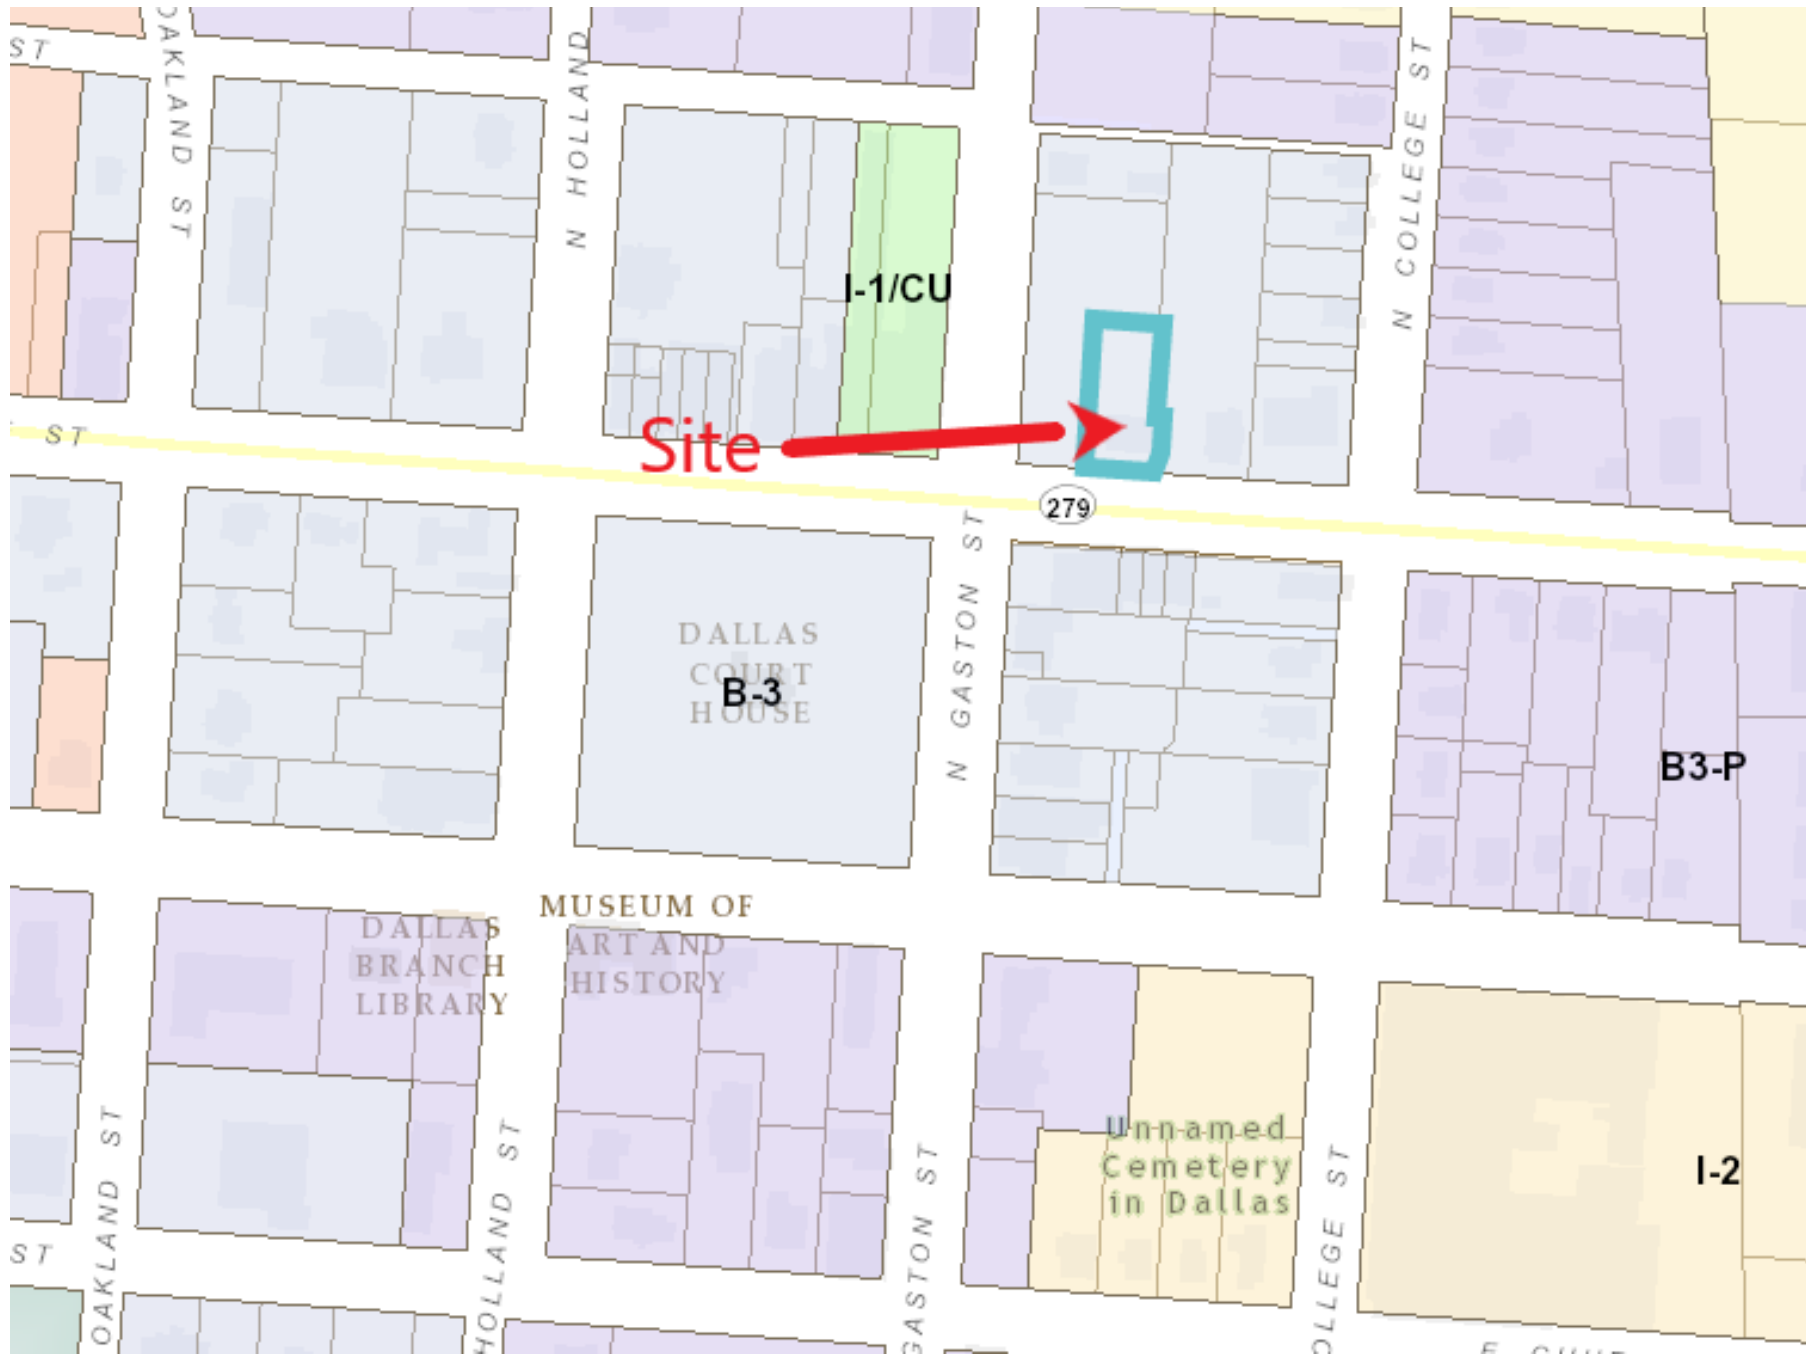 ST
OAKLAND ST
N HOLLAND
N COLLEGE ST
I-1/CU
Site
ST
279
N GASTON ST
DALLAS
COURT
HOUSE
B-3
B3-P
MUSEUM OF
ART AND
HISTORY
DALLAS
BRANCH
LIBRARY
Unnamed
Cemetery
in Dallas
I-2
ST
OAKLAND ST
HOLLAND ST
GASTON ST
OLLEGE ST